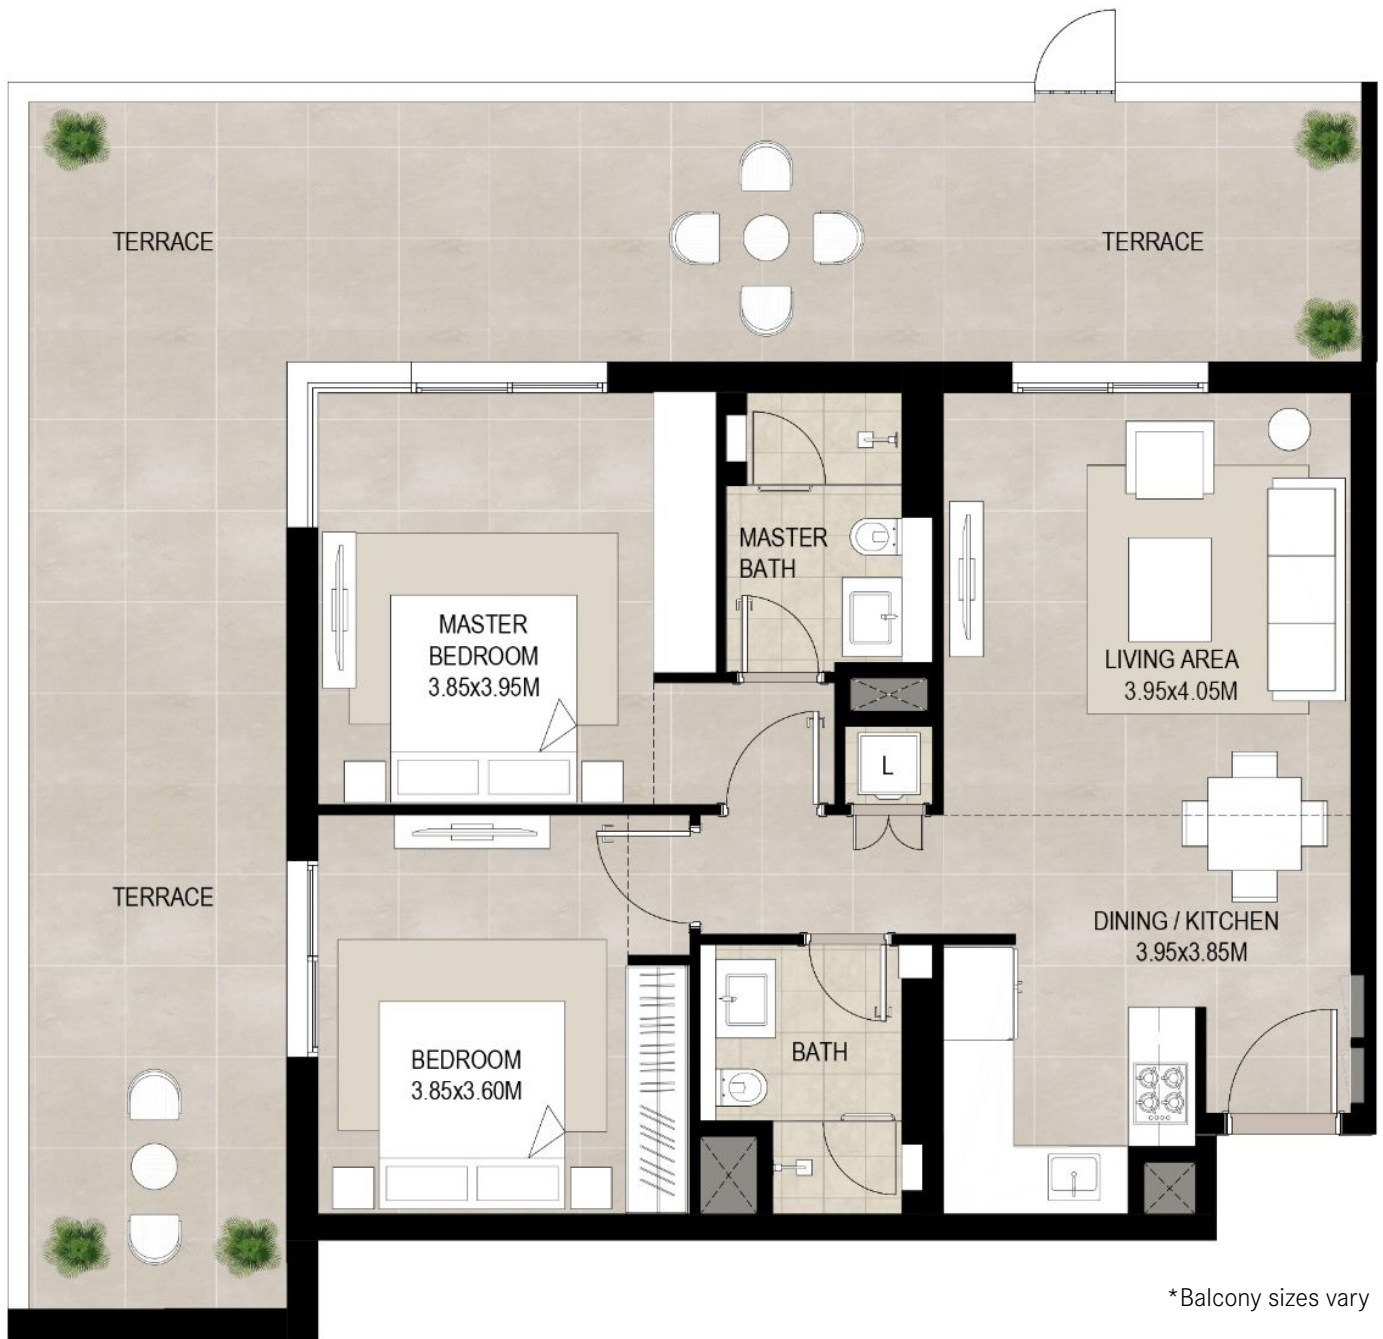 TERRACE
TERRACE
MASTER
BATH
MASTER
BEDROOM
3.85x3.95M
LIVING AREA
3.95x4.05M
L
TERRACE
DINING / KITCHEN
3.95x3.85M
BATH
BEDROOM
3.85x3.60M
*Balcony sizes vary